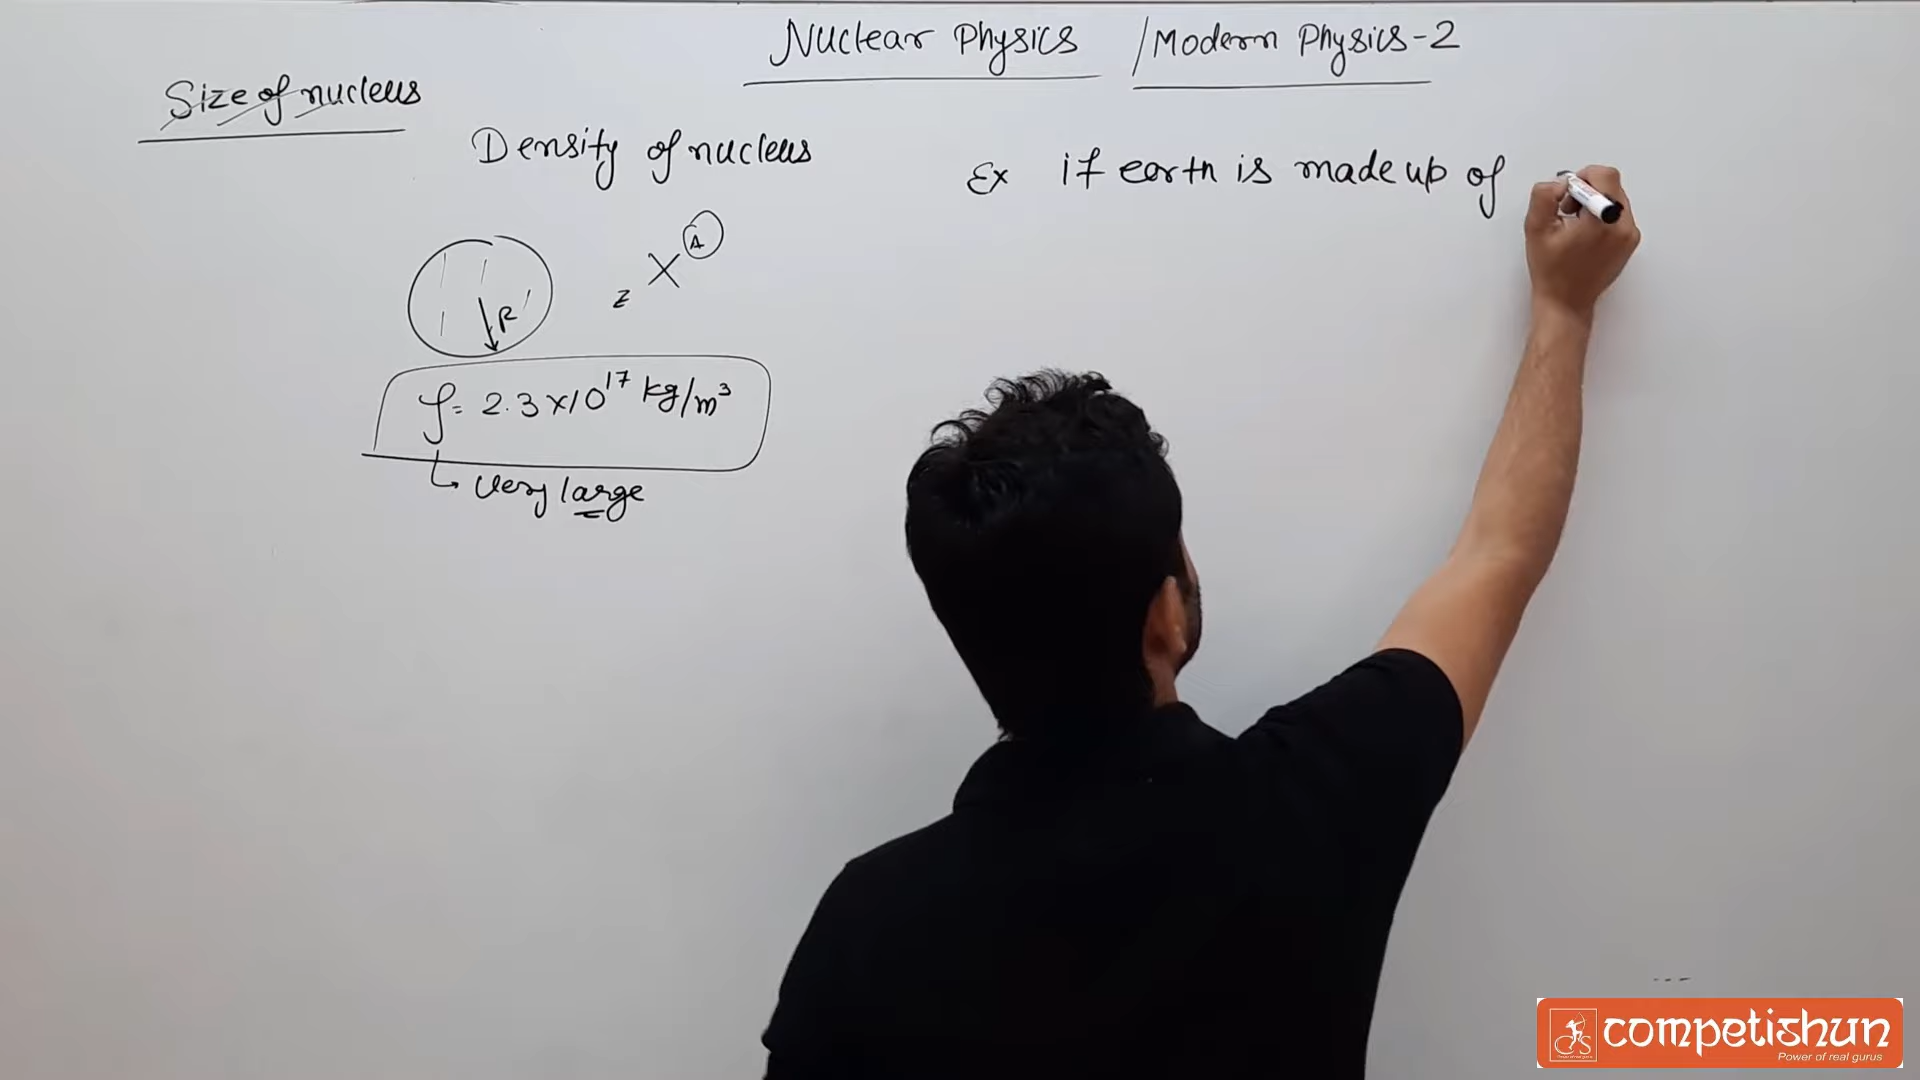 Nuclear Physics / Modern Physics-2
Size of nucleus
Density of nucleus
Ex if earth is made up of
A
X
Z
R
ρ = 2.3×10¹⁷ kg/m³
↳ very large
competishun
Power of real gurus